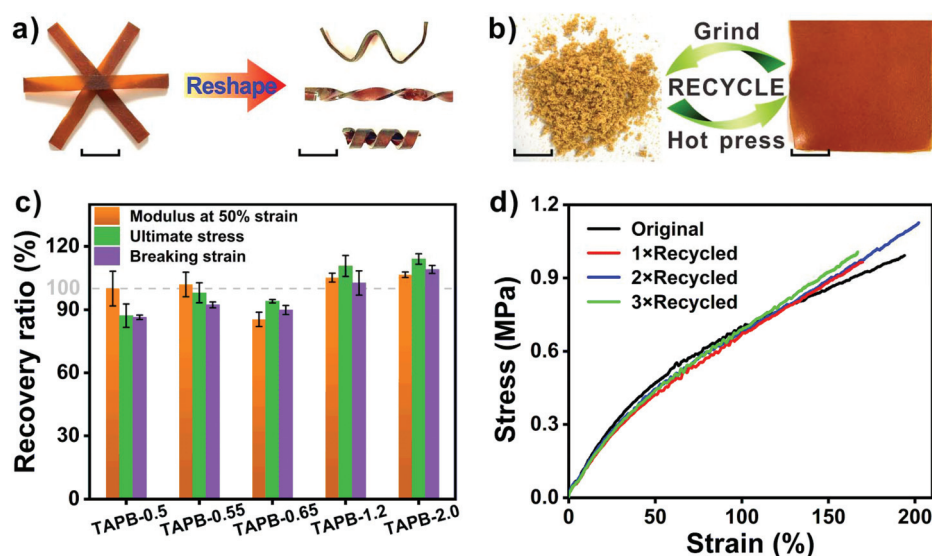 a)
Reshape
b)
Grind
RECYCLE
Hot press
c)
Modulus at 50% strain
Ultimate stress
Breaking strain
Recovery ratio (%)
120
100
90
60
30
0
TAPB-0.5
TAPB-0.55
TAPB-0.65
TAPB-1.2
TAPB-2.0
d)
Original
1×Recycled
2×Recycled
3×Recycled
Stress (MPa)
1.2
0.9
0.6
0.3
0.0
0
50
100
150
200
Strain (%)